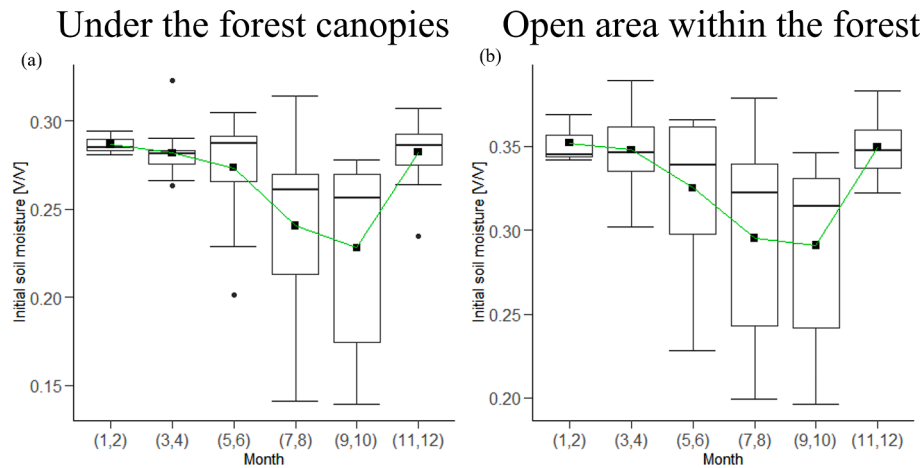 Under the forest canopies
Open area within the forest
(a)
Initial soil moisture [V/V]
0.30
0.25
0.20
0.15
(1,2) (3,4) (5,6) (7,8) (9,10) (11,12)
Month
(b)
Initial soil moisture [V/V]
0.35
0.30
0.25
0.20
(1,2) (3,4) (5,6) (7,8) (9,10) (11,12)
Month